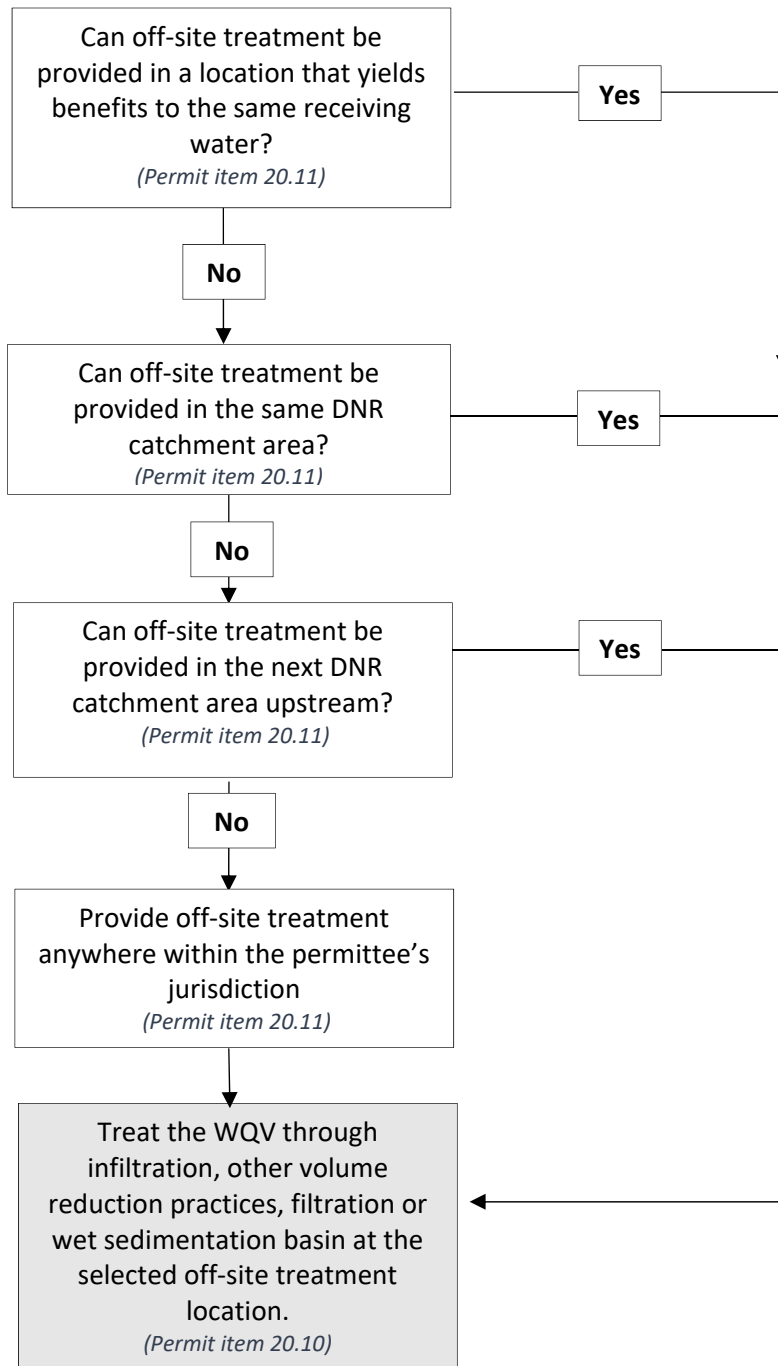 Can off-site treatment be
provided in a location that yields
benefits to the same receiving
water?
(Permit item 20.11)
Yes
No
Can off-site treatment be
provided in the same DNR
catchment area?
(Permit item 20.11)
Yes
No
Can off-site treatment be
provided in the next DNR
catchment area upstream?
(Permit item 20.11)
Yes
No
Provide off-site treatment
anywhere within the permittee’s
jurisdiction
(Permit item 20.11)
Treat the WQV through
infiltration, other volume
reduction practices, filtration or
wet sedimentation basin at the
selected off-site treatment
location.
(Permit item 20.10)